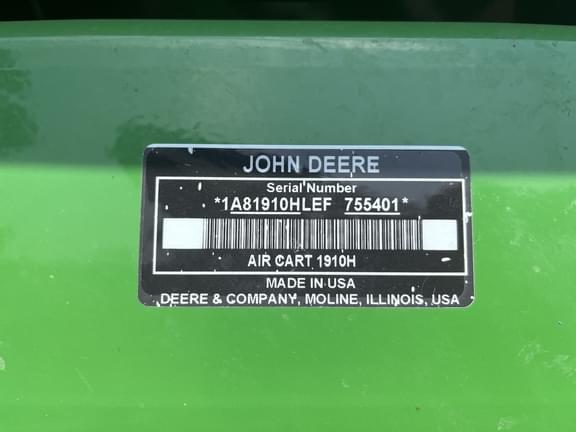 JOHN DEERE
Serial Number
*1A81910HLEF 755401*
AIR CART 1910H
MADE IN USA
DEERE & COMPANY, MOLINE, ILLINOIS, USA